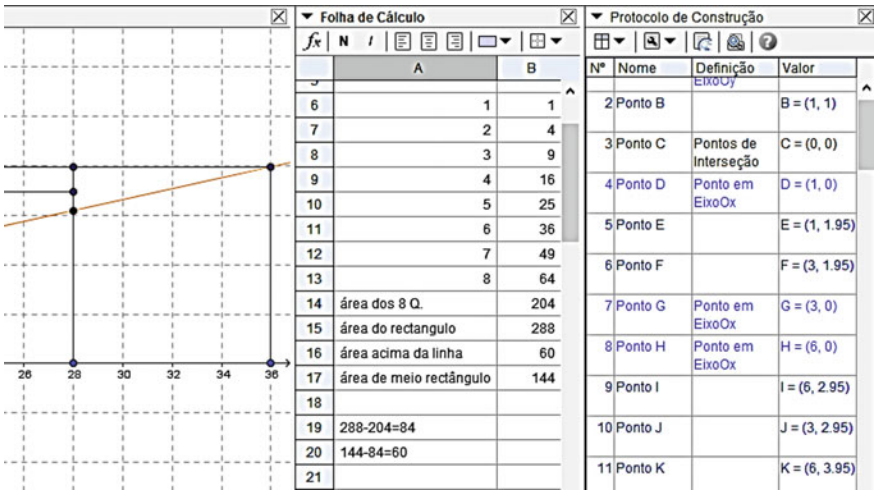 26 28 30 32 34 36
Folha de Cálculo
fx N I
A B
6 1 1
7 2 4
8 3 9
9 4 16
10 5 25
11 6 36
12 7 49
13 8 64
14 área dos 8 Q. 204
15 área do rectangulo 288
16 área acima da linha 60
17 área de meio rectângulo 144
18
19 288-204=84
20 144-84=60
21
Protocolo de Construção
Nº Nome Definição Valor
EixoOy
2 Ponto B B = (1, 1)
3 Ponto C Pontos de C = (0, 0)
Interseção
4 Ponto D Ponto em D = (1, 0)
EixoOx
5 Ponto E E = (1, 1.95)
6 Ponto F F = (3, 1.95)
7 Ponto G Ponto em G = (3, 0)
EixoOx
8 Ponto H Ponto em H = (6, 0)
EixoOx
9 Ponto I I = (6, 2.95)
10 Ponto J J = (3, 2.95)
11 Ponto K K = (6, 3.95)